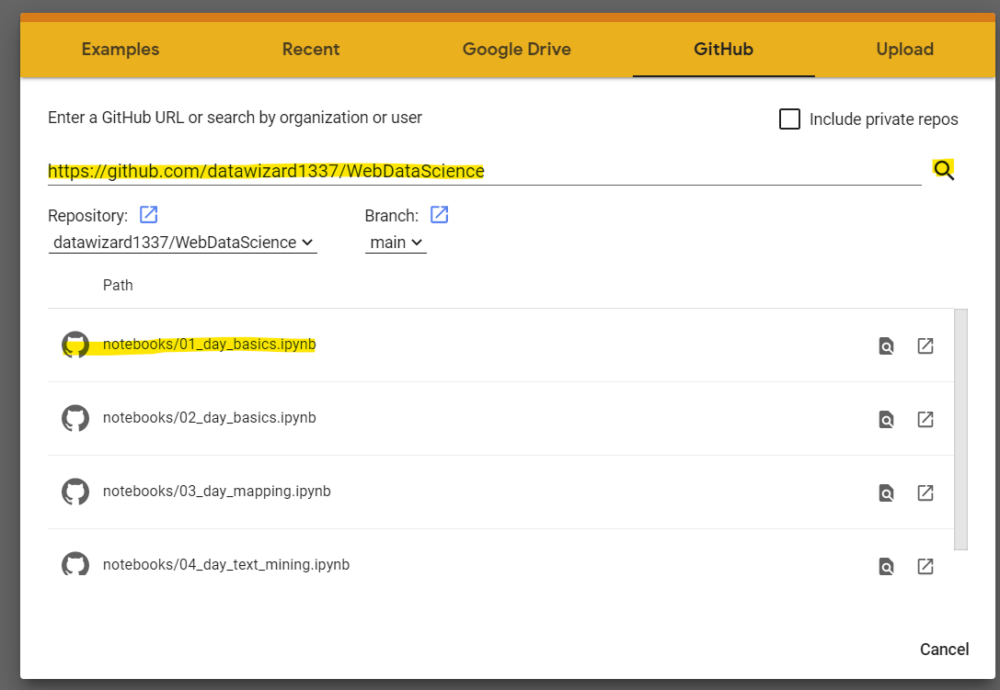 Examples Recent Google Drive GitHub Upload
Enter a GitHub URL or search by organization or user
Include private repos
https://github.com/datawizard1337/WebDataScience
Repository: Branch:
datawizard1337/WebDataScience main
Path
notebooks/01_day_basics.ipynb
notebooks/02_day_basics.ipynb
notebooks/03_day_mapping.ipynb
notebooks/04_day_text_mining.ipynb
Cancel